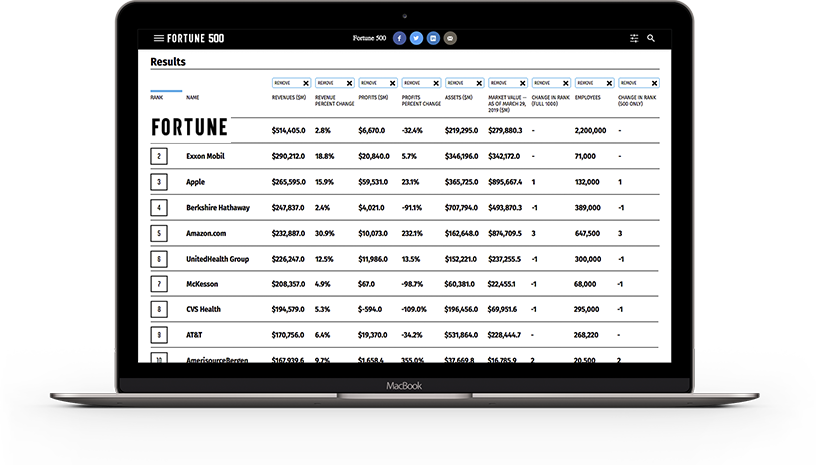 FORTUNE 500
Fortune 500
Results
REMOVE REMOVE REMOVE REMOVE REMOVE REMOVE REMOVE REMOVE REMOVE
RANK NAME REVENUES ($M) REVENUE PERCENT CHANGE PROFITS ($M) PROFITS PERCENT CHANGE ASSETS ($M) MARKET VALUE — AS OF MARCH 29, 2019 ($M) CHANGE IN RANK (FULL 1000) EMPLOYEES CHANGE IN RANK (500 ONLY)
FORTUNE $514,405.0 2.8% $6,670.0 -32.4% $219,295.0 $279,880.3 - 2,200,000 -
2 Exxon Mobil $290,212.0 18.8% $20,840.0 5.7% $346,196.0 $342,172.0 - 71,000 -
3 Apple $265,595.0 15.9% $59,531.0 23.1% $365,725.0 $895,667.4 1 132,000 1
4 Berkshire Hathaway $247,837.0 2.4% $4,021.0 -91.1% $707,794.0 $493,870.3 -1 389,000 -1
5 Amazon.com $232,887.0 30.9% $10,073.0 232.1% $162,648.0 $874,709.5 3 647,500 3
6 UnitedHealth Group $226,247.0 12.5% $11,986.0 13.5% $152,221.0 $237,255.5 -1 300,000 -1
7 McKesson $208,357.0 4.9% $67.0 -98.7% $60,381.0 $22,455.1 -1 68,000 -1
8 CVS Health $194,579.0 5.3% $-594.0 -109.0% $196,456.0 $69,951.6 -1 295,000 -1
9 AT&T $170,756.0 6.4% $19,370.0 -34.2% $531,864.0 $228,444.7 - 268,220 -
10 AmerisourceBergen $167,939.6 9.7% $1,658.4 355.0% $37,669.8 $16,785.9 2 20,500 2
MacBook